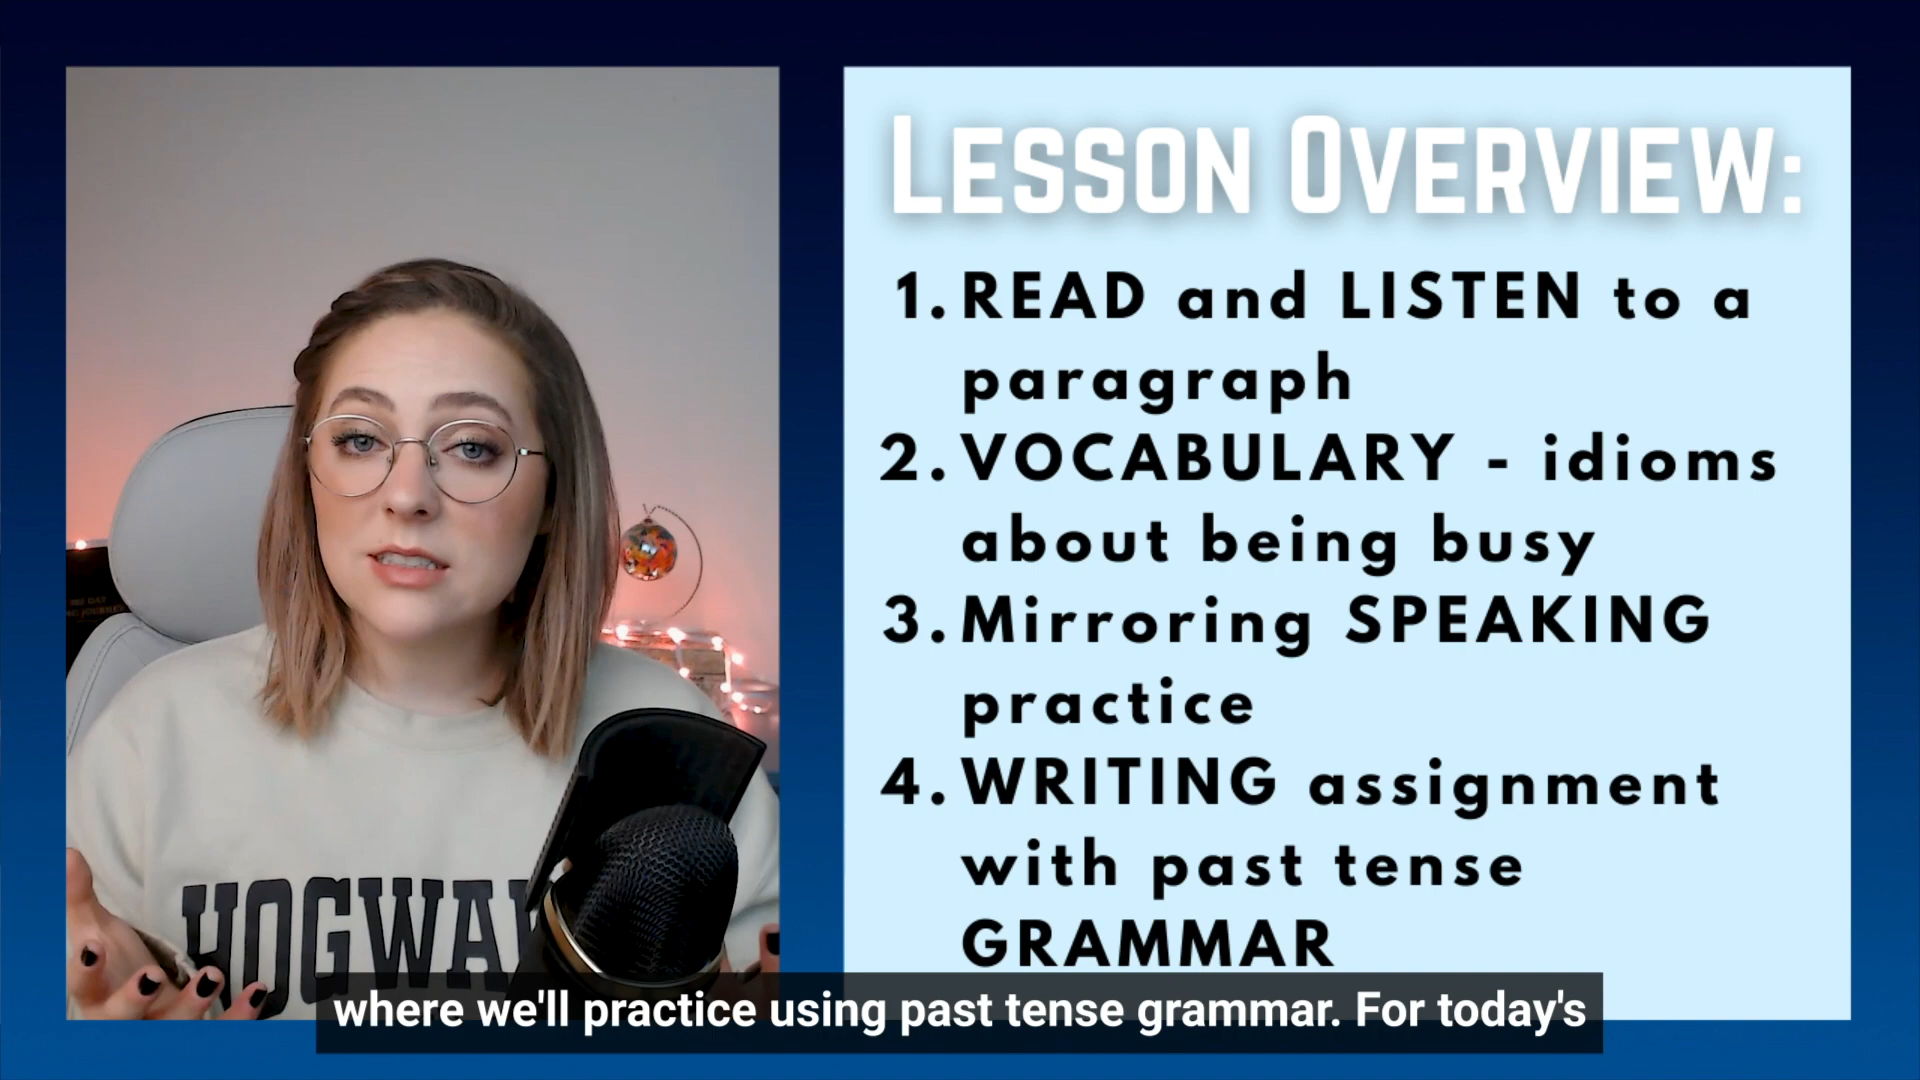 LESSON OVERVIEW:
1. READ and LISTEN to a
paragraph
2. VOCABULARY - idioms
about being busy
3. Mirroring SPEAKING
practice
4. WRITING assignment
with past tense
GRAMMAR
HOGWA
where we'll practice using past tense grammar. For today's